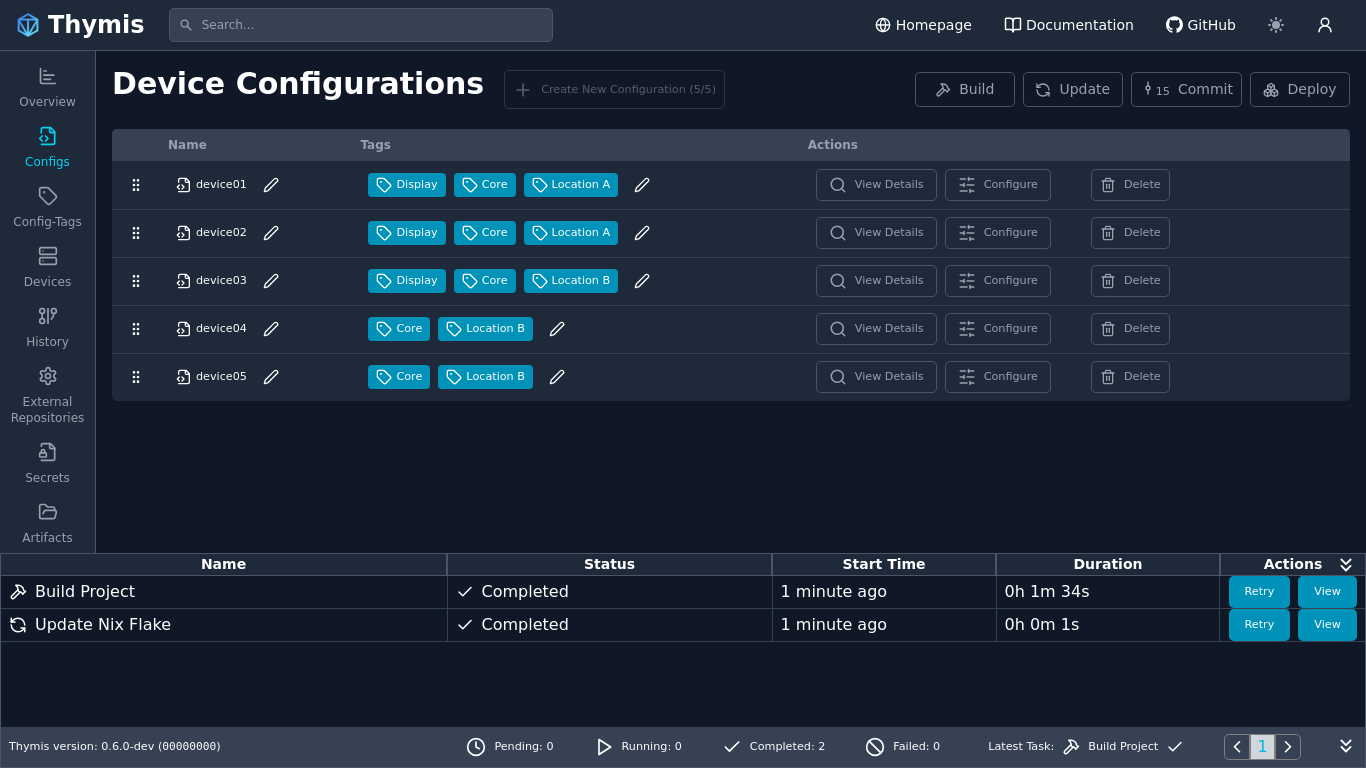 Thymis Search... Homepage Documentation GitHub
Overview
Configs
Config-Tags
Devices
History
External
Repositories
Secrets
Artifacts
Device Configurations Create New Configuration (5/5) Build Update 15 Commit Deploy
Name Tags Actions
device01 Display Core Location A View Details Configure Delete
device02 Display Core Location A View Details Configure Delete
device03 Display Core Location B View Details Configure Delete
device04 Core Location B View Details Configure Delete
device05 Core Location B View Details Configure Delete
Name Status Start Time Duration Actions
Build Project Completed 1 minute ago 0h 1m 34s Retry View
Update Nix Flake Completed 1 minute ago 0h 0m 1s Retry View
Thymis version: 0.6.0-dev (00000000) Pending: 0 Running: 0 Completed: 2 Failed: 0 Latest Task: Build Project 1